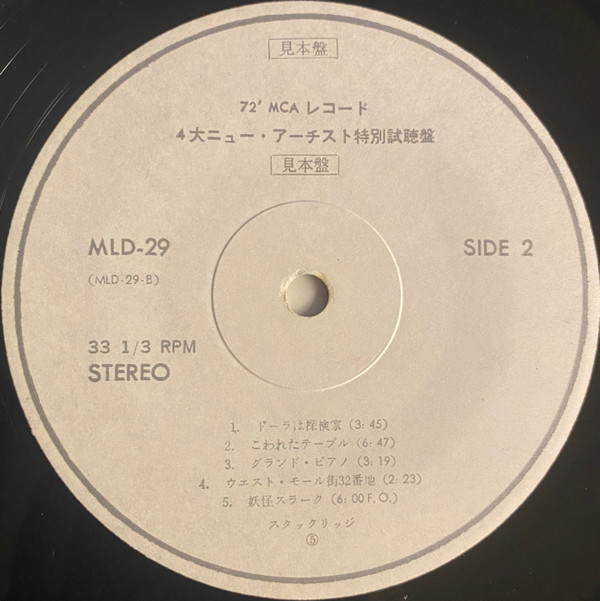 見本盤
72' MCA レコード
4大ニュー・アーチスト特別試聴盤
見本盤
MLD-29
SIDE 2
(MLD-29-B)
33 1/3 RPM
STEREO
1. ドーラは探検家 (3: 45)
2. こわれたテーブル (6: 47)
3. グランド・ピアノ (3: 19)
4. ウエスト・モール街32番地 (2: 23)
5. 妖怪スラーク (6: 00 F.O.)
スタックリッジ
⑤